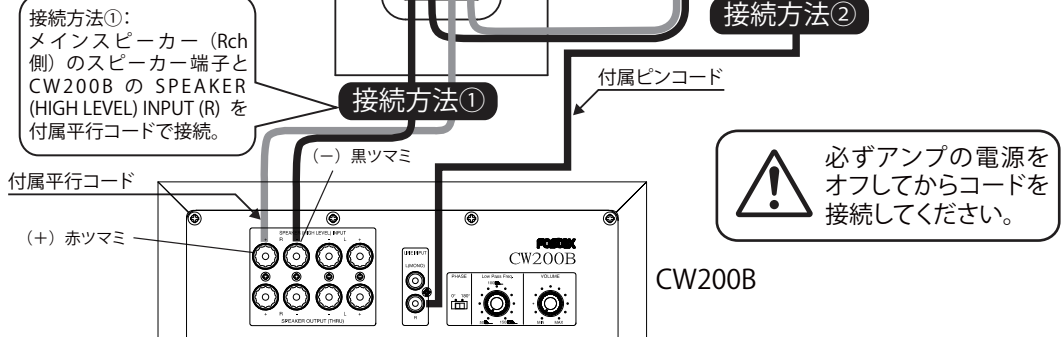 接続方法①：
メインスピーカー（Rch
側）のスピーカー端子と
CW200B の SPEAKER
(HIGH LEVEL) INPUT (R) を
付属平行コードで接続。
接続方法②
接続方法①
付属ピンコード
（－）黒ツマミ
付属平行コード
（＋）赤ツマミ
必ずアンプの電源を
オフしてからコードを
接続してください。
SPEAKER (HIGH LEVEL) INPUT
+ R - - L +
LINE INPUT
L(MONO)
R
FOSTEX
CW200B
PHASE
0° 180°
Low Pass Freq.
VOLUME
MIN MAX
+ R - - L +
SPEAKER OUTPUT (THRU)
CW200B